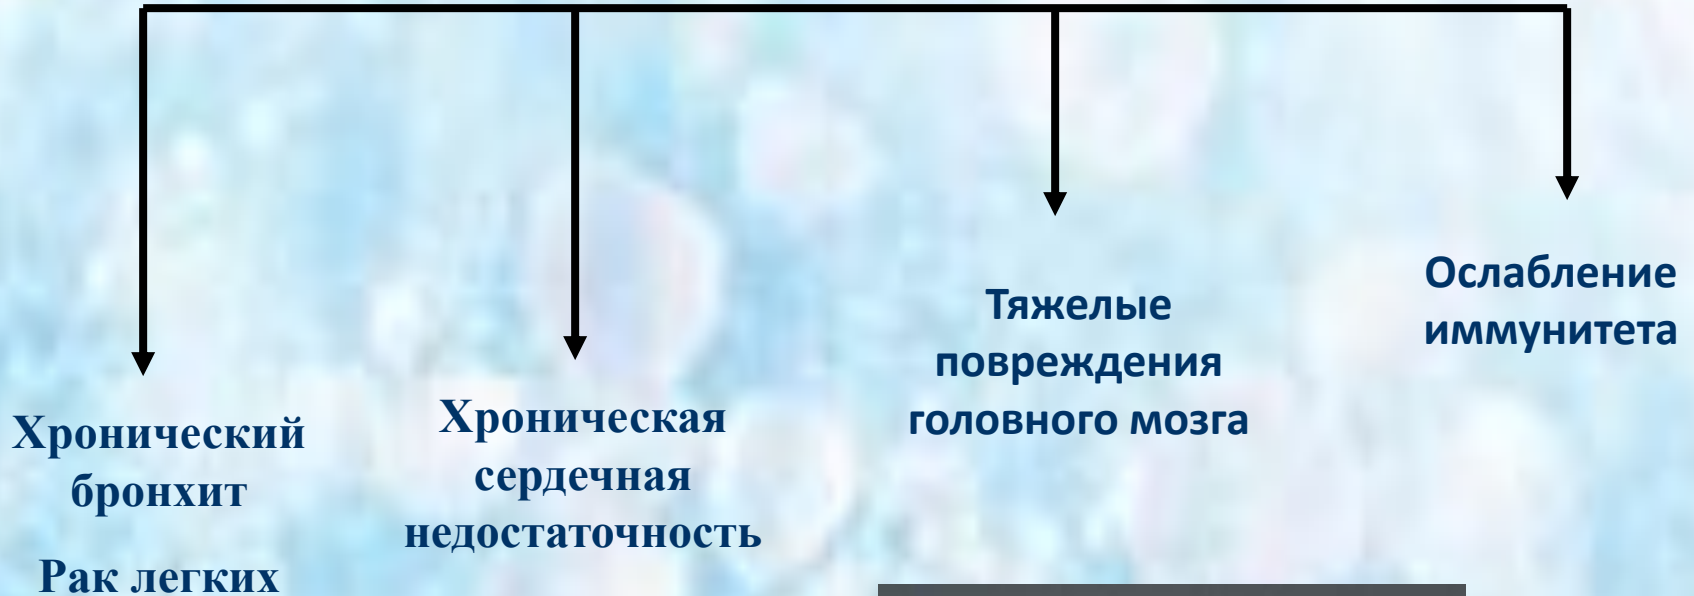 Хронический
бронхит
Рак легких
Хроническая
сердечная
недостаточность
Тяжелые
повреждения
головного мозга
Ослабление
иммунитета